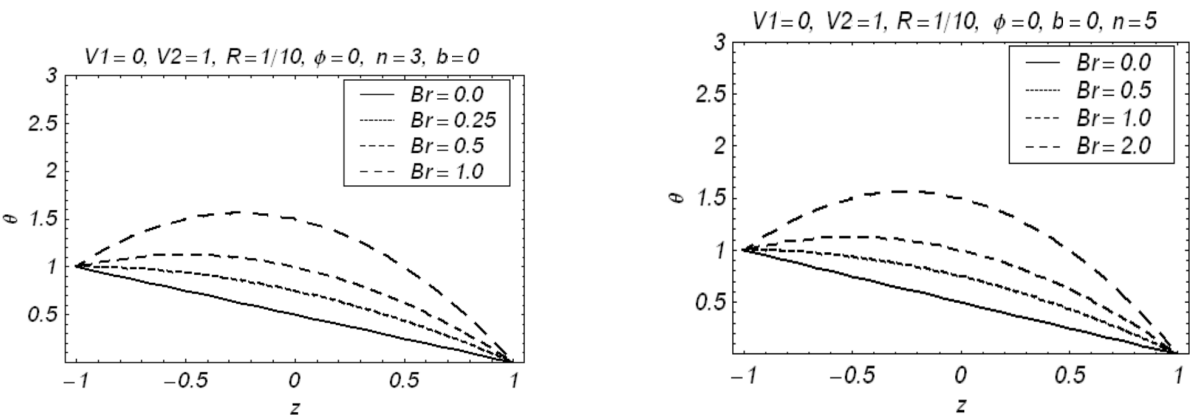 V1=0, V2=1, R=1/10, ϕ=0, n=3, b=0
3
2.5
2
1.5
1
0.5
θ
Br=0.0
Br=0.25
Br=0.5
Br=1.0
−1 −0.5 0 0.5 1
z
V1=0, V2=1, R=1/10, ϕ=0, b=0, n=5
3
2.5
2
1.5
1
0.5
θ
Br=0.0
Br=0.5
Br=1.0
Br=2.0
−1 −0.5 0 0.5 1
z